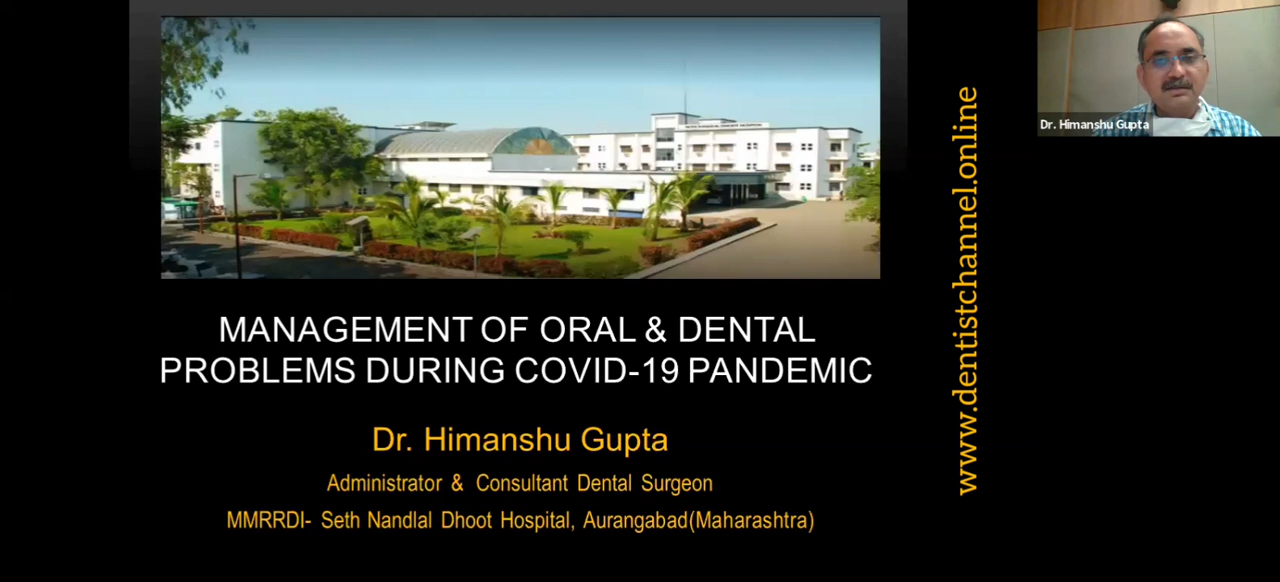 MANAGEMENT OF ORAL & DENTAL
PROBLEMS DURING COVID-19 PANDEMIC
Dr. Himanshu Gupta
Administrator & Consultant Dental Surgeon
MMRRDI- Seth Nandlal Dhoot Hospital, Aurangabad(Maharashtra)
www.dentistchannel.online
Dr. Himanshu Gupta